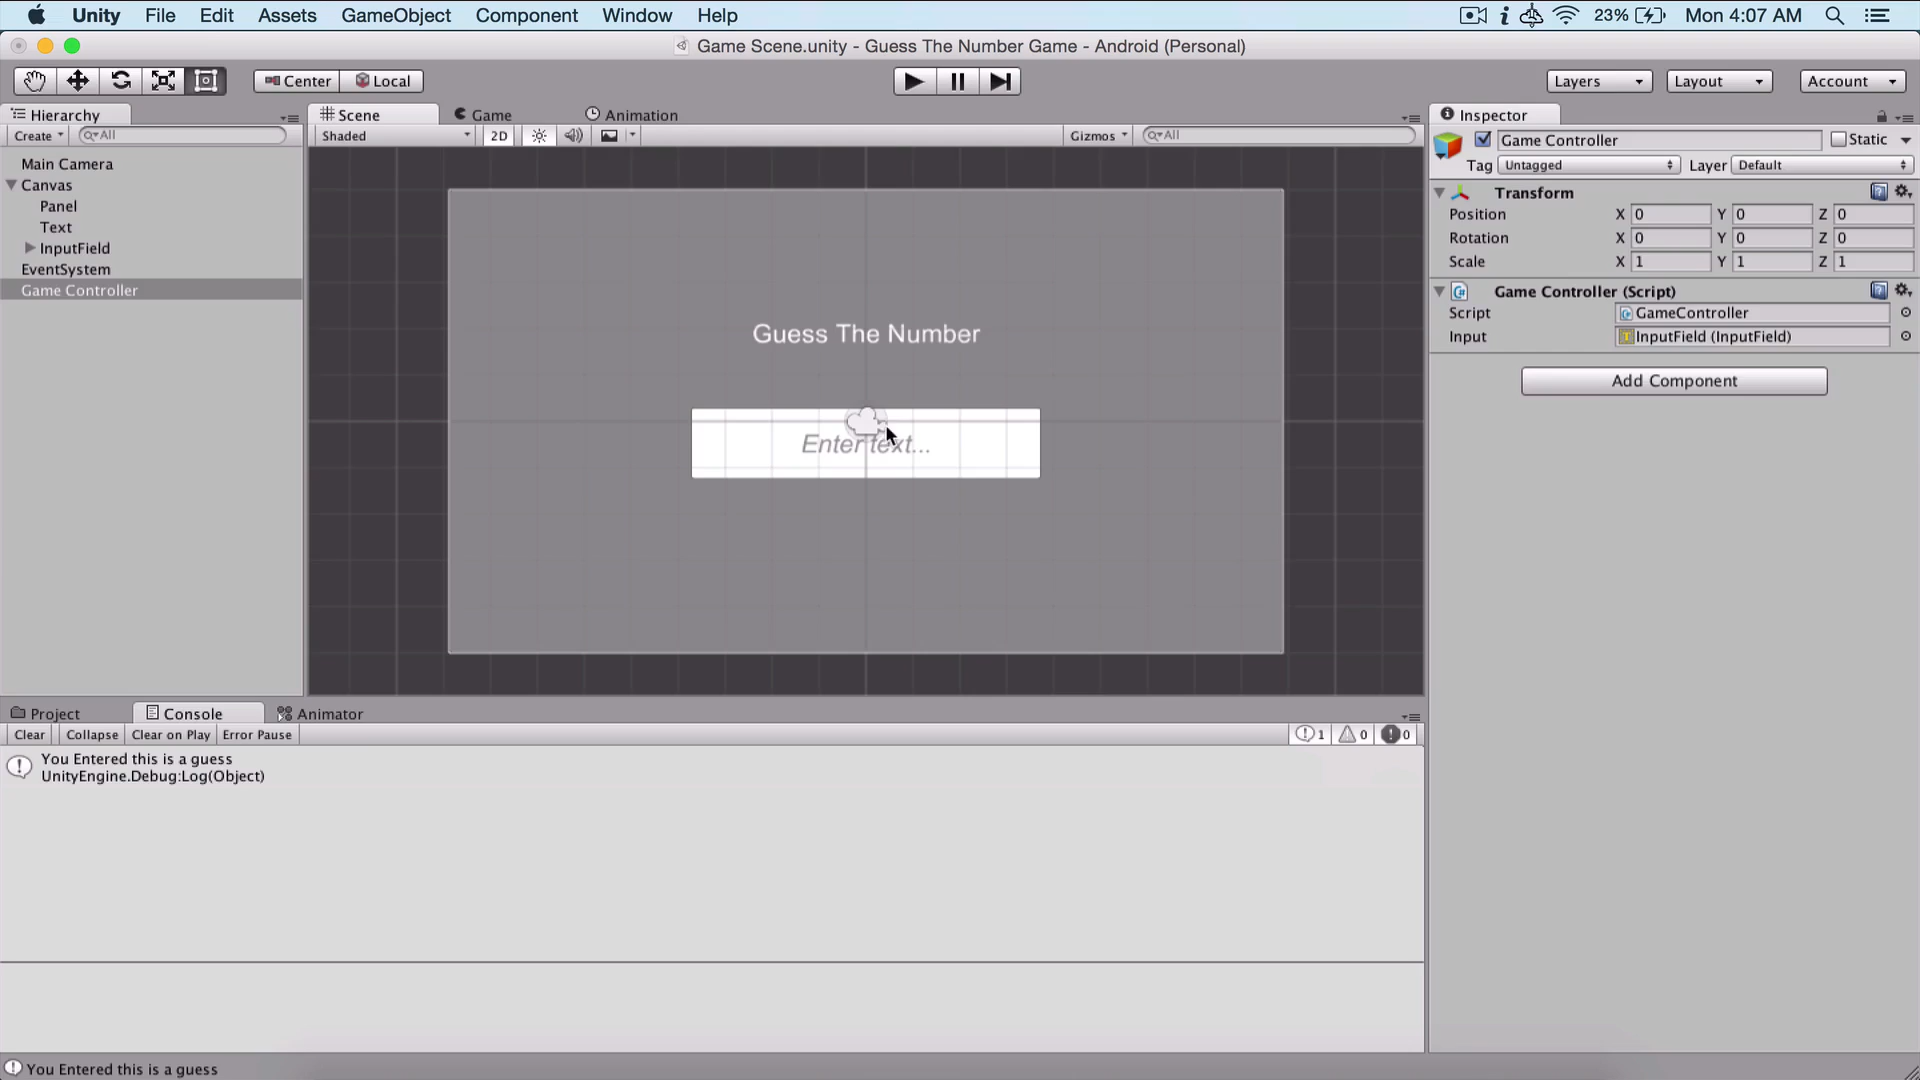 Unity File Edit Assets GameObject Component Window Help 23% Mon 4:07 AM
Game Scene.unity - Guess The Number Game - Android (Personal)
Center Local Layers Layout Account
Hierarchy Scene Game Animation Inspector
Create All Shaded 2D Gizmos All Game Controller Static
Tag Untagged Layer Default
Main Camera
Canvas
Panel
Text
InputField
EventSystem
Game Controller
Transform
Position X 0 Y 0 Z 0
Rotation X 0 Y 0 Z 0
Scale X 1 Y 1 Z 1
Game Controller (Script)
Script GameController
Input InputField (InputField)
Add Component
Guess The Number
Enter text...
Project Console Animator
Clear Collapse Clear on Play Error Pause 1 0 0
You Entered this is a guess
UnityEngine.Debug:Log(Object)
You Entered this is a guess